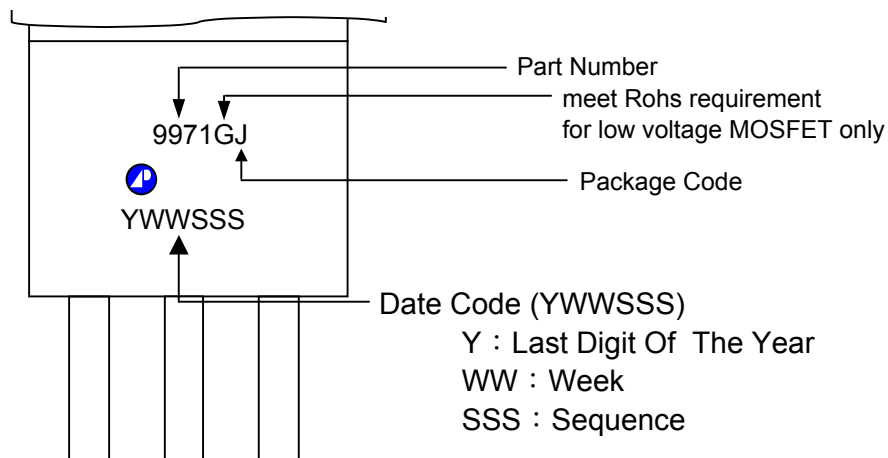 Part Number
meet Rohs requirement
for low voltage MOSFET only
9971GJ
Package Code
YWWSSS
Date Code (YWWSSS)
Y：Last Digit Of The Year
WW：Week
SSS：Sequence